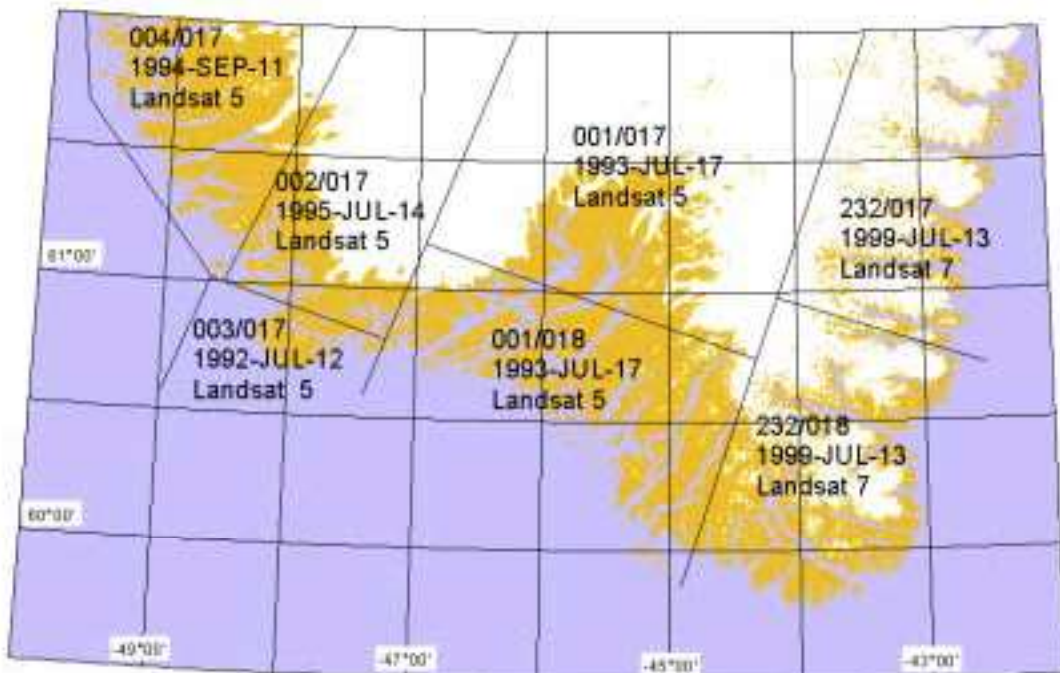 004/017
1994-SEP-11
Landsat 5
001/017
1993-JUL-17
Landsat 5
002/017
1995-JUL-14
Landsat 5
232/017
1999-JUL-13
Landsat 7
61°00'
003/017
1992-JUL-12
Landsat 5
001/018
1993-JUL-17
Landsat 5
232/018
1999-JUL-13
Landsat 7
60°00'
-49°00'
-47°00'
-45°00'
-43°00'